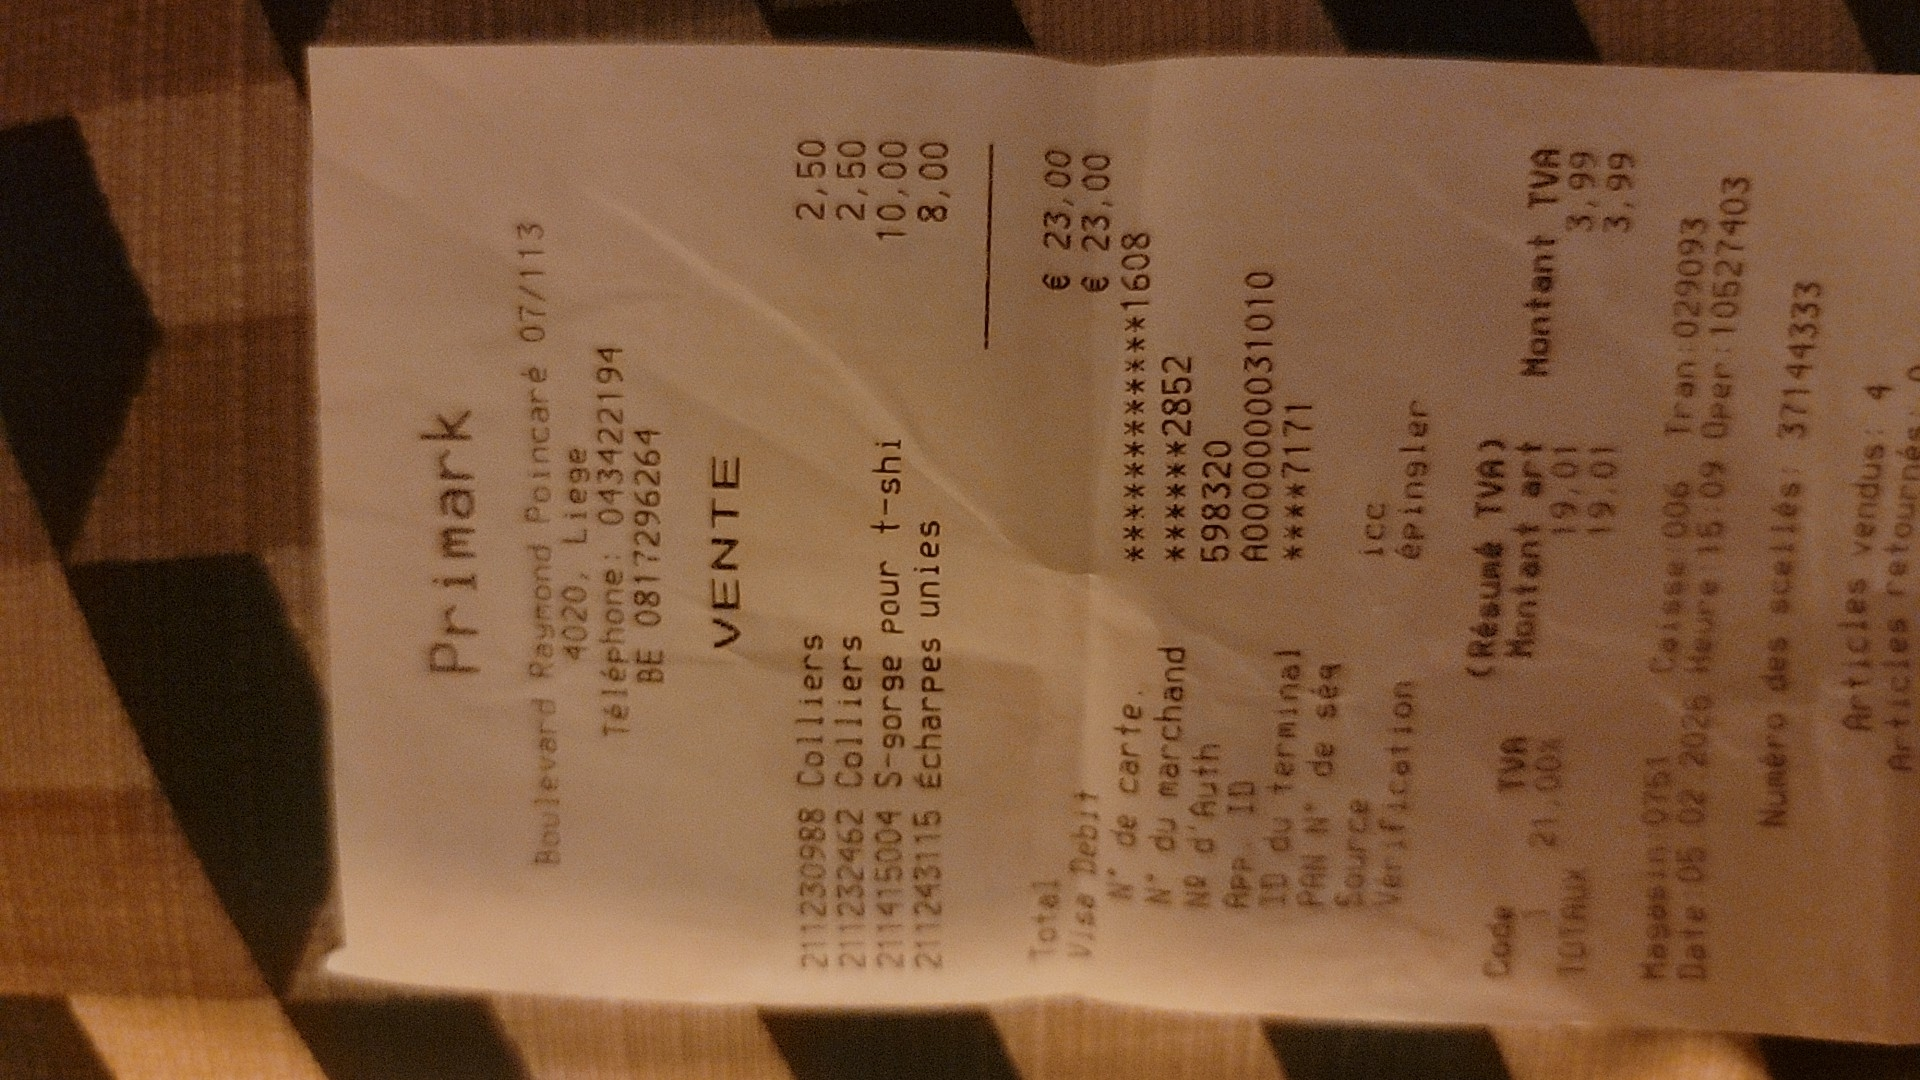 Primark
Boulevard Raymond Poincaré 07/113
4020, Liege
Téléphone: 043422194
BE 0817296264
VENTE
211230988 Colliers 2,50
211232462 Colliers 2,50
211415004 S-gorge pour t-shi 10,00
211243115 Écharpes unies 8,00
Total € 23,00
Visa Debit € 23,00
N° de carte. ************1608
N° du marchand ******2852
N° d'Auth 598320
App. ID A0000000031010
ID du terminal ****7171
PAN N° de séq
Source icc
Vérification épingler
(Résumé TVA)
Code TVA Montant art Montant TVA
1 21,00% 19,01 3,99
TOTAUX 19,01 3,99
Magasin:0751 Caisse:006 Tran:029093
Date 05 02 2026 Heure:15:09 Oper:10527403
Numéro des scellés: 37144333
Articles vendus: 4
Articles retournés: